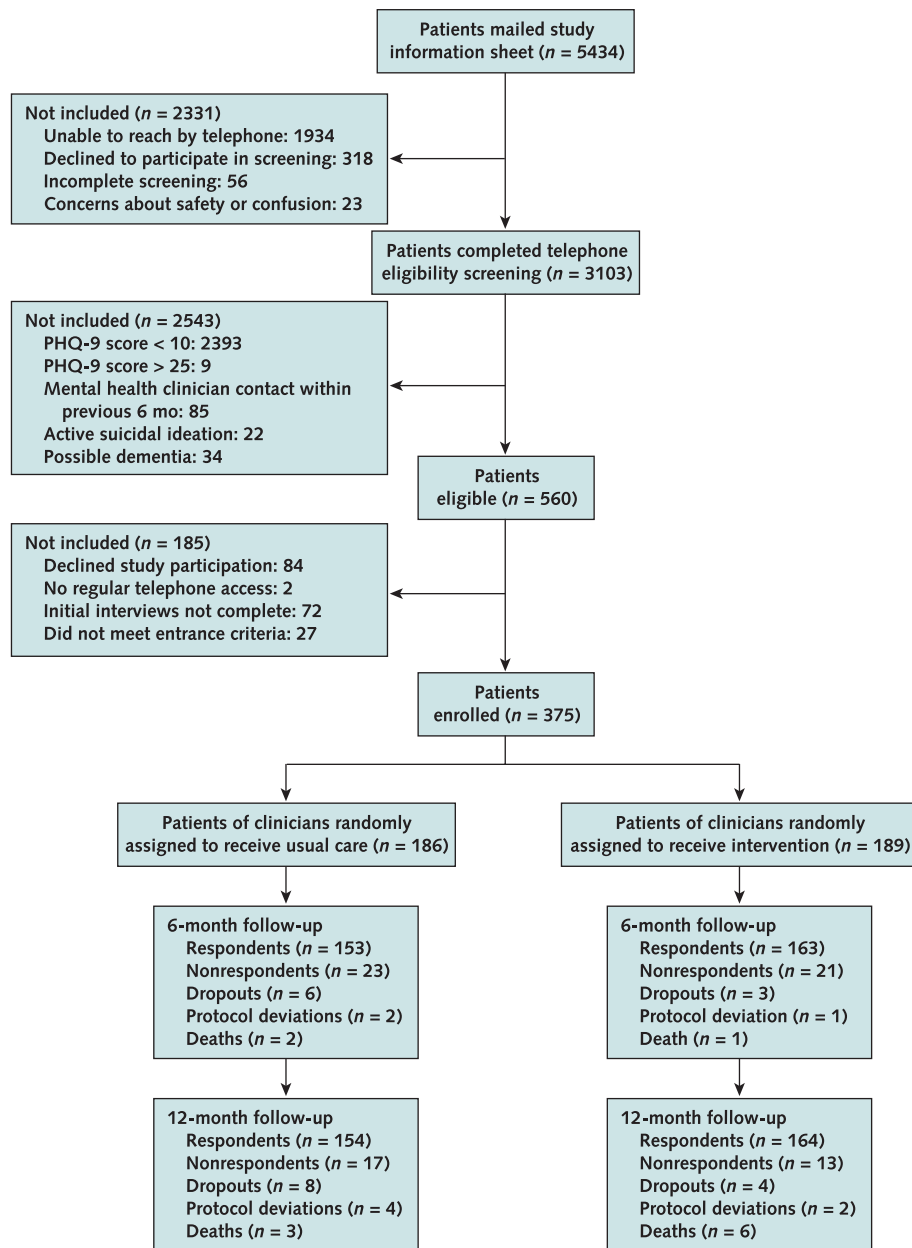 Patients mailed study
information sheet (n = 5434)
Not included (n = 2331)
Unable to reach by telephone: 1934
Declined to participate in screening: 318
Incomplete screening: 56
Concerns about safety or confusion: 23
Patients completed telephone
eligibility screening (n = 3103)
Not included (n = 2543)
PHQ-9 score < 10: 2393
PHQ-9 score > 25: 9
Mental health clinician contact within
previous 6 mo: 85
Active suicidal ideation: 22
Possible dementia: 34
Patients
eligible (n = 560)
Not included (n = 185)
Declined study participation: 84
No regular telephone access: 2
Initial interviews not complete: 72
Did not meet entrance criteria: 27
Patients
enrolled (n = 375)
Patients of clinicians randomly
assigned to receive usual care (n = 186)
Patients of clinicians randomly
assigned to receive intervention (n = 189)
6-month follow-up
Respondents (n = 153)
Nonrespondents (n = 23)
Dropouts (n = 6)
Protocol deviations (n = 2)
Deaths (n = 2)
6-month follow-up
Respondents (n = 163)
Nonrespondents (n = 21)
Dropouts (n = 3)
Protocol deviation (n = 1)
Death (n = 1)
12-month follow-up
Respondents (n = 154)
Nonrespondents (n = 17)
Dropouts (n = 8)
Protocol deviations (n = 4)
Deaths (n = 3)
12-month follow-up
Respondents (n = 164)
Nonrespondents (n = 13)
Dropouts (n = 4)
Protocol deviations (n = 2)
Deaths (n = 6)